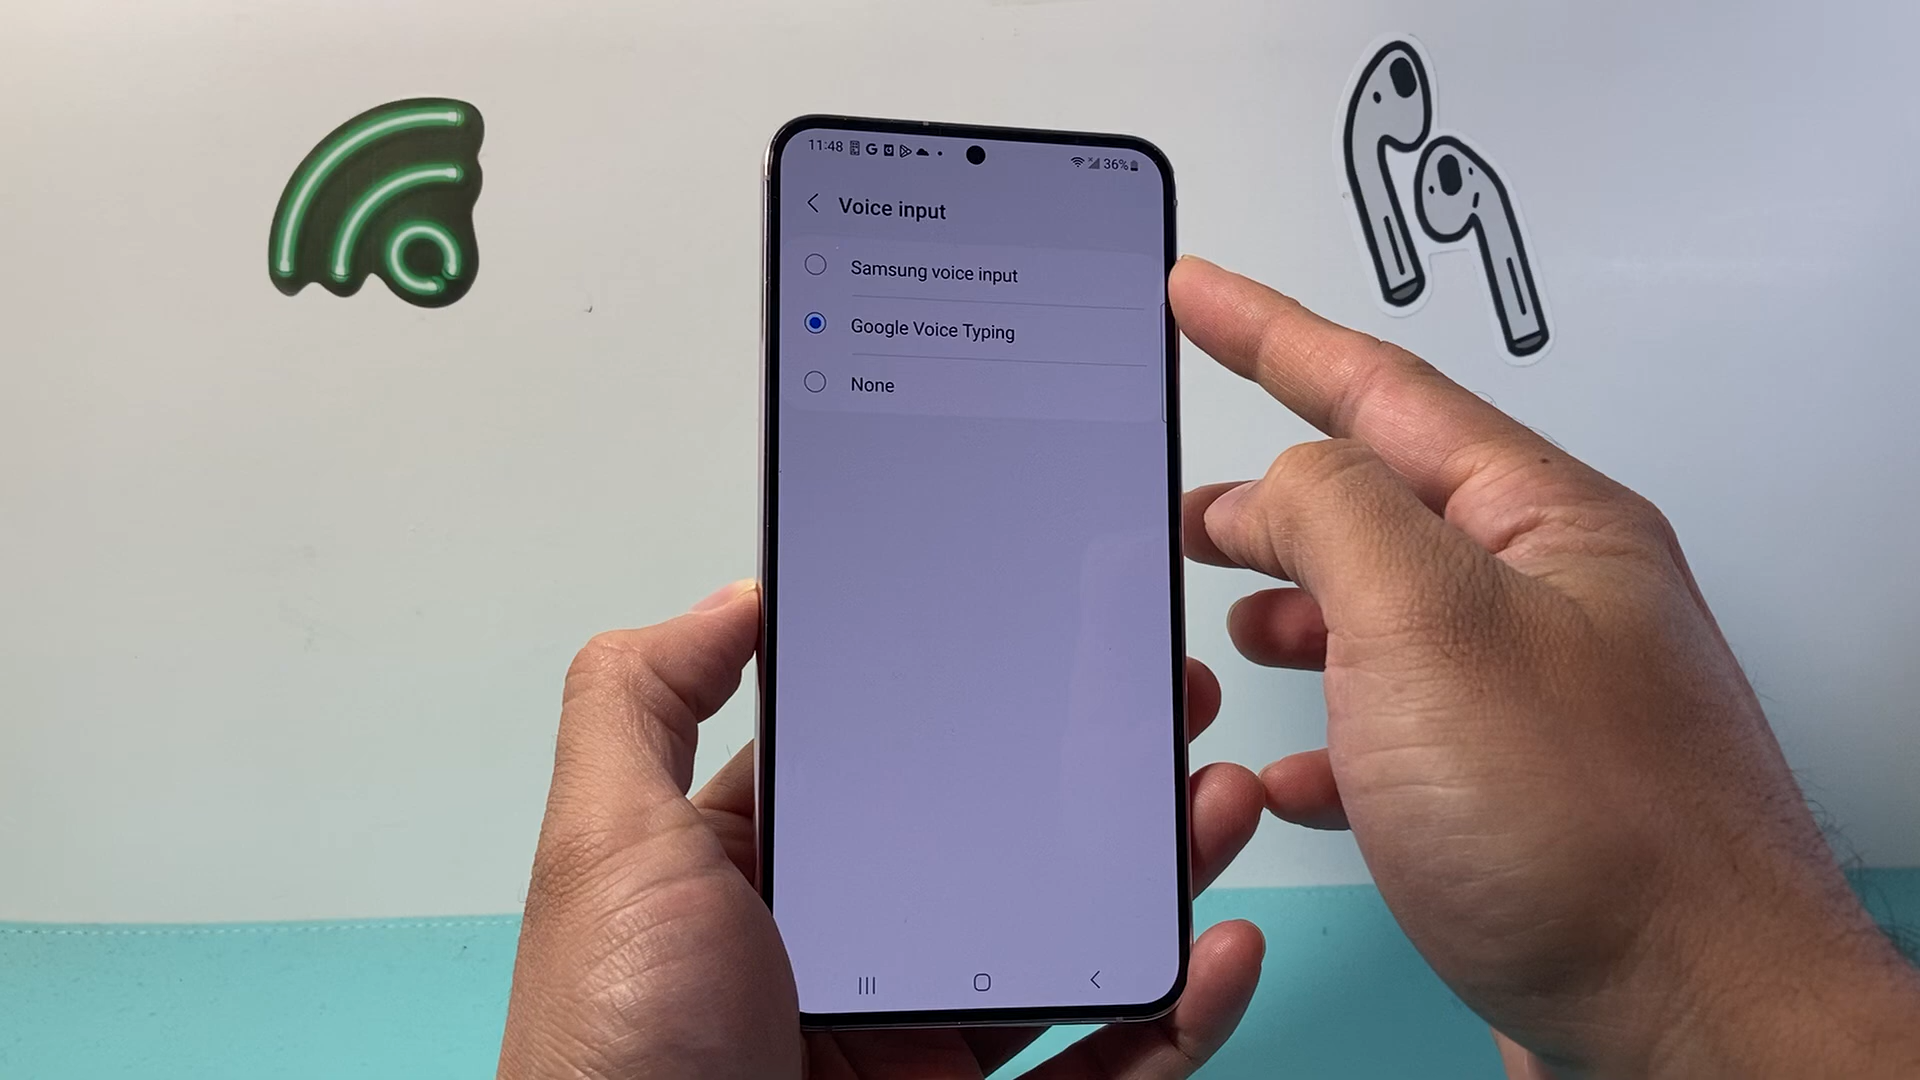 11:48 G 36%
Voice input
Samsung voice input
Google Voice Typing
None